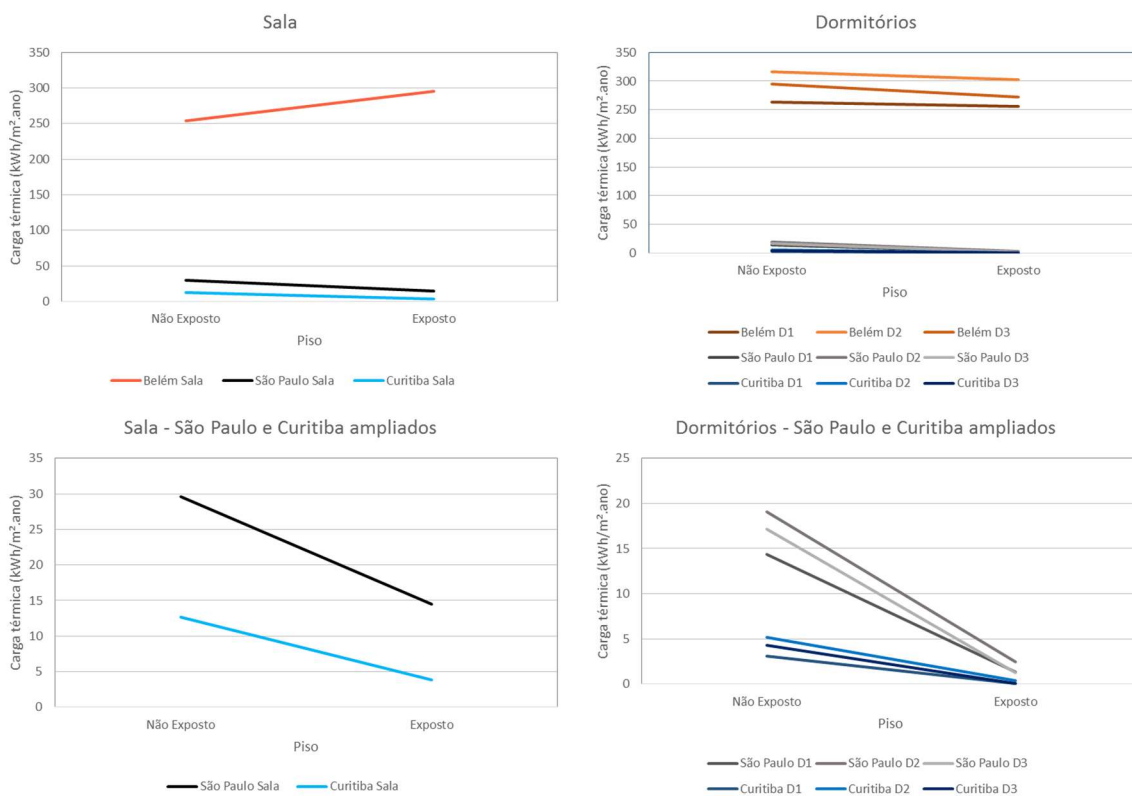 Sala
Carga térmica (kWh/m².ano)
350
300
250
200
150
100
50
0
Não Exposto Exposto
Piso
Belém Sala São Paulo Sala Curitiba Sala
Dormitórios
Carga térmica (kWh/m².ano)
350
300
250
200
150
100
50
0
Não Exposto Exposto
Piso
Belém D1 Belém D2 Belém D3
São Paulo D1 São Paulo D2 São Paulo D3
Curitiba D1 Curitiba D2 Curitiba D3
Sala - São Paulo e Curitiba ampliados
Carga térmica (kWh/m².ano)
35
30
25
20
15
10
5
0
Não Exposto Exposto
Piso
São Paulo Sala Curitiba Sala
Dormitórios - São Paulo e Curitiba ampliados
Carga térmica (kWh/m².ano)
25
20
15
10
5
0
Não Exposto Exposto
Piso
São Paulo D1 São Paulo D2 São Paulo D3
Curitiba D1 Curitiba D2 Curitiba D3